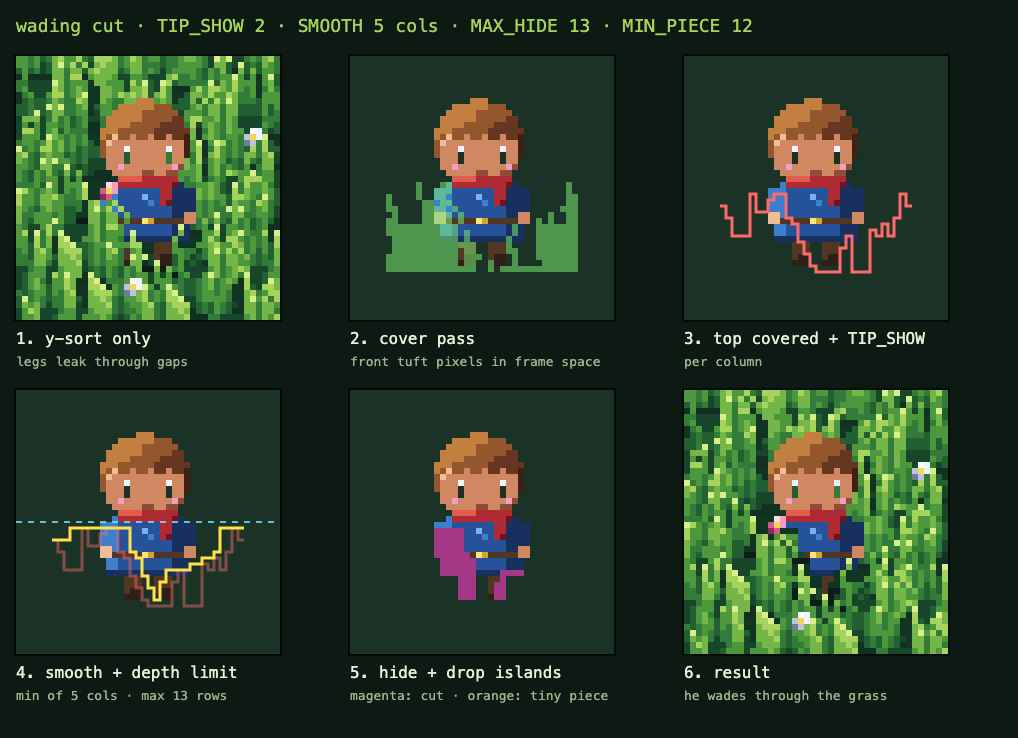 wading cut · TIP_SHOW 2 · SMOOTH 5 cols · MAX_HIDE 13 · MIN_PIECE 12
1. y-sort only
legs leak through gaps
2. cover pass
front tuft pixels in frame space
3. top covered + TIP_SHOW
per column
4. smooth + depth limit
min of 5 cols · max 13 rows
5. hide + drop islands
magenta: cut · orange: tiny piece
6. result
he wades through the grass